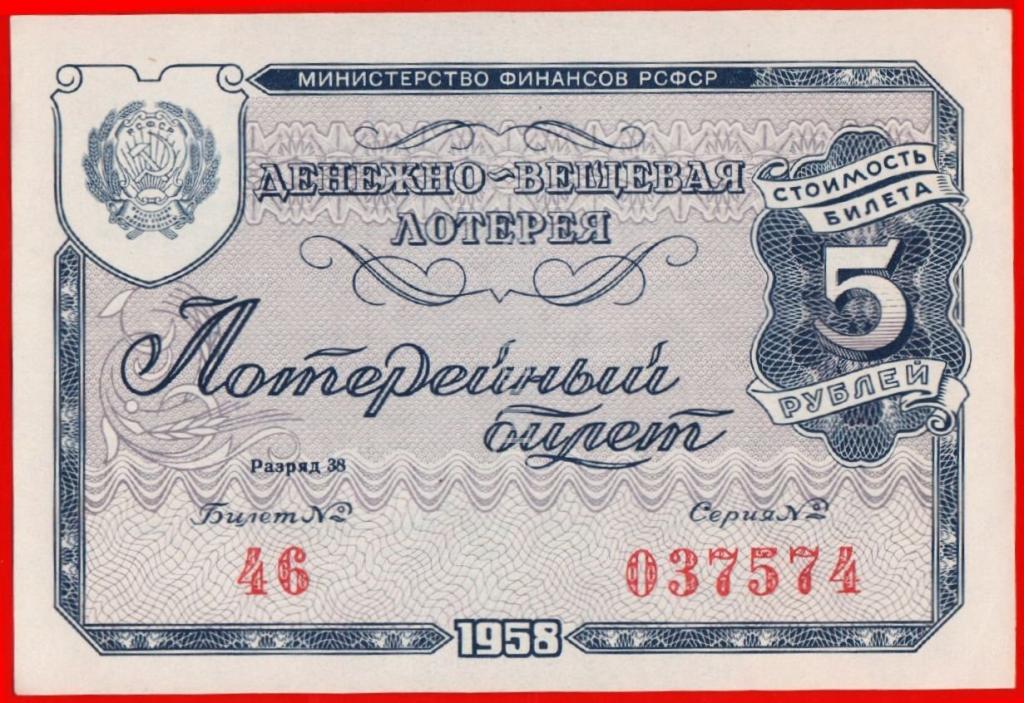 МИНИСТЕРСТВО ФИНАНСОВ РСФСР
РСФСР
ДЕНЕЖНО-ВЕЩЕВАЯ
ЛОТЕРЕЯ
СТОИМОСТЬ
БИЛЕТА
5
РУБЛЕЙ
Лотерейный
билет
Разряд 38
Билет № Серия №
46 037574
1958